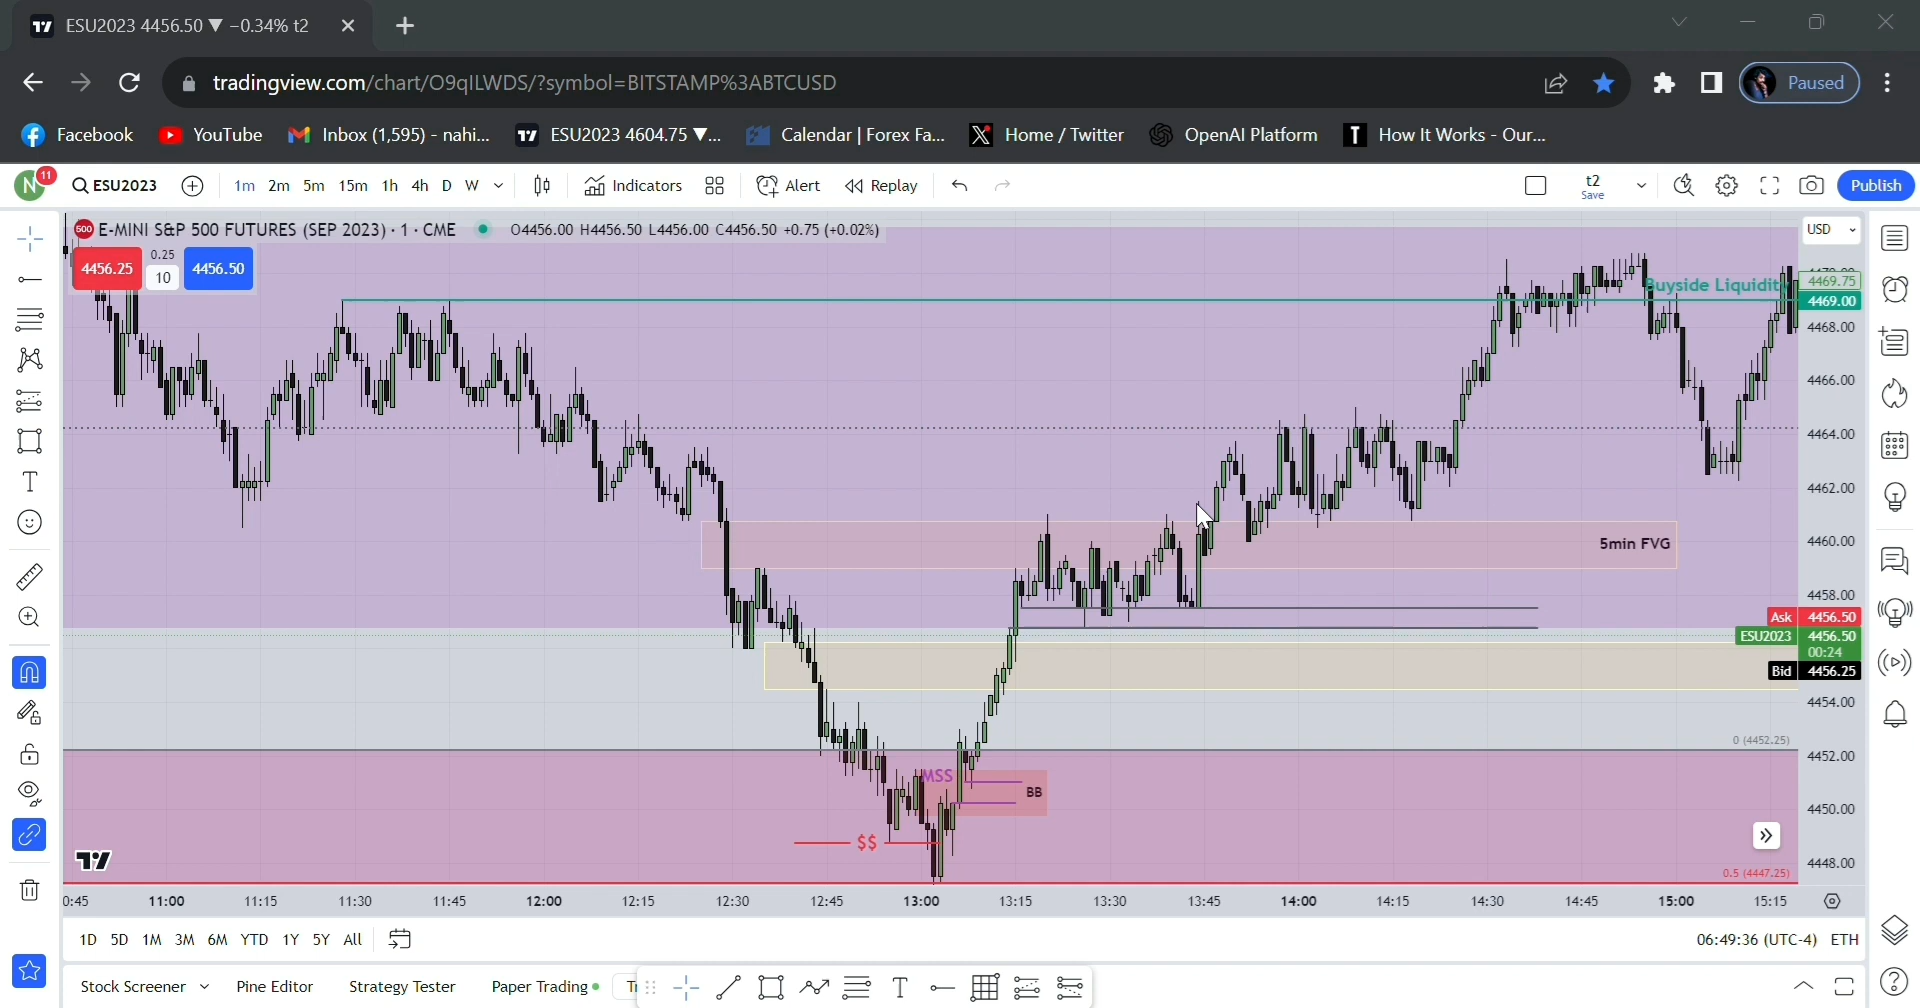 ESU2023 4456.50 ▼ −0.34% t2
tradingview.com/chart/O9qILWDS/?symbol=BITSTAMP%3ABTCUSD
Paused
Facebook
YouTube
Inbox (1,595) - nahi...
ESU2023 4604.75 ▼...
Calendar | Forex Fa...
Home / Twitter
OpenAI Platform
How It Works - Our...
N 11
ESU2023
1m 2m 5m 15m 1h 4h D W
Indicators
Alert
Replay
t2
Save
Publish
500 E-MINI S&P 500 FUTURES (SEP 2023) · 1 · CME
O4456.00 H4456.50 L4456.00 C4456.50 +0.75 (+0.02%)
USD
4456.25
0.25
10
4456.50
Buyside Liquidity
4469.75
4469.00
4468.00
4466.00
4464.00
4462.00
4460.00
5min FVG
4458.00
Ask 4456.50
ESU2023 4456.50
00:24
Bid 4456.25
4454.00
0 (4452.25)
4452.00
MSS
BB
4450.00
$$
4448.00
0.5 (4447.25)
0:45 11:00 11:15 11:30 11:45 12:00 12:15 12:30 12:45 13:00 13:15 13:30 13:45 14:00 14:15 14:30 14:45 15:00 15:15
1D 5D 1M 3M 6M YTD 1Y 5Y All
06:49:36 (UTC-4) ETH
Stock Screener
Pine Editor
Strategy Tester
Paper Trading